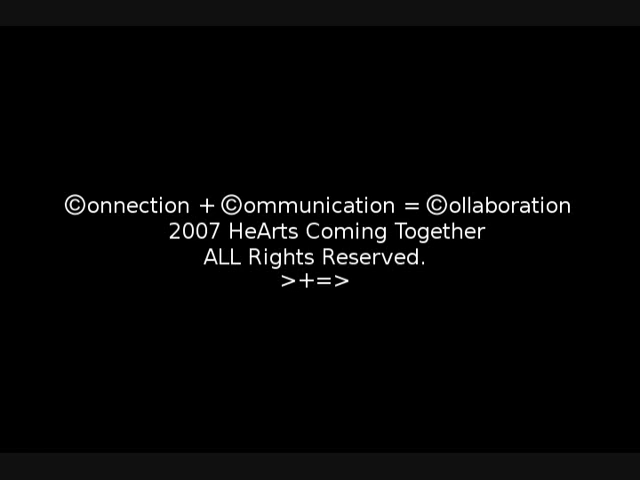 ©onnection + ©ommunication = ©ollaboration
2007 HeArts Coming Together
ALL Rights Reserved.
>+=>